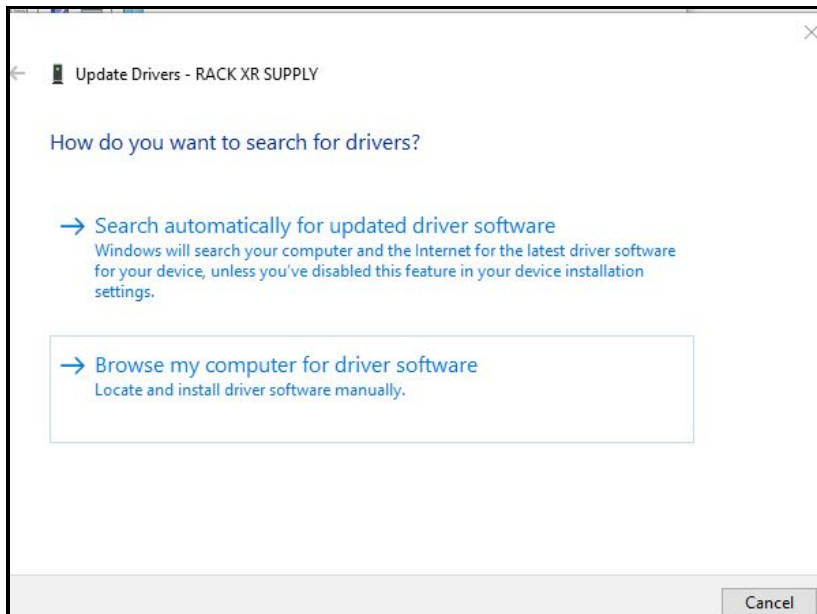 Update Drivers - RACK XR SUPPLY
How do you want to search for drivers?
Search automatically for updated driver software
Windows will search your computer and the Internet for the latest driver software
for your device, unless you've disabled this feature in your device installation
settings.
Browse my computer for driver software
Locate and install driver software manually.
Cancel